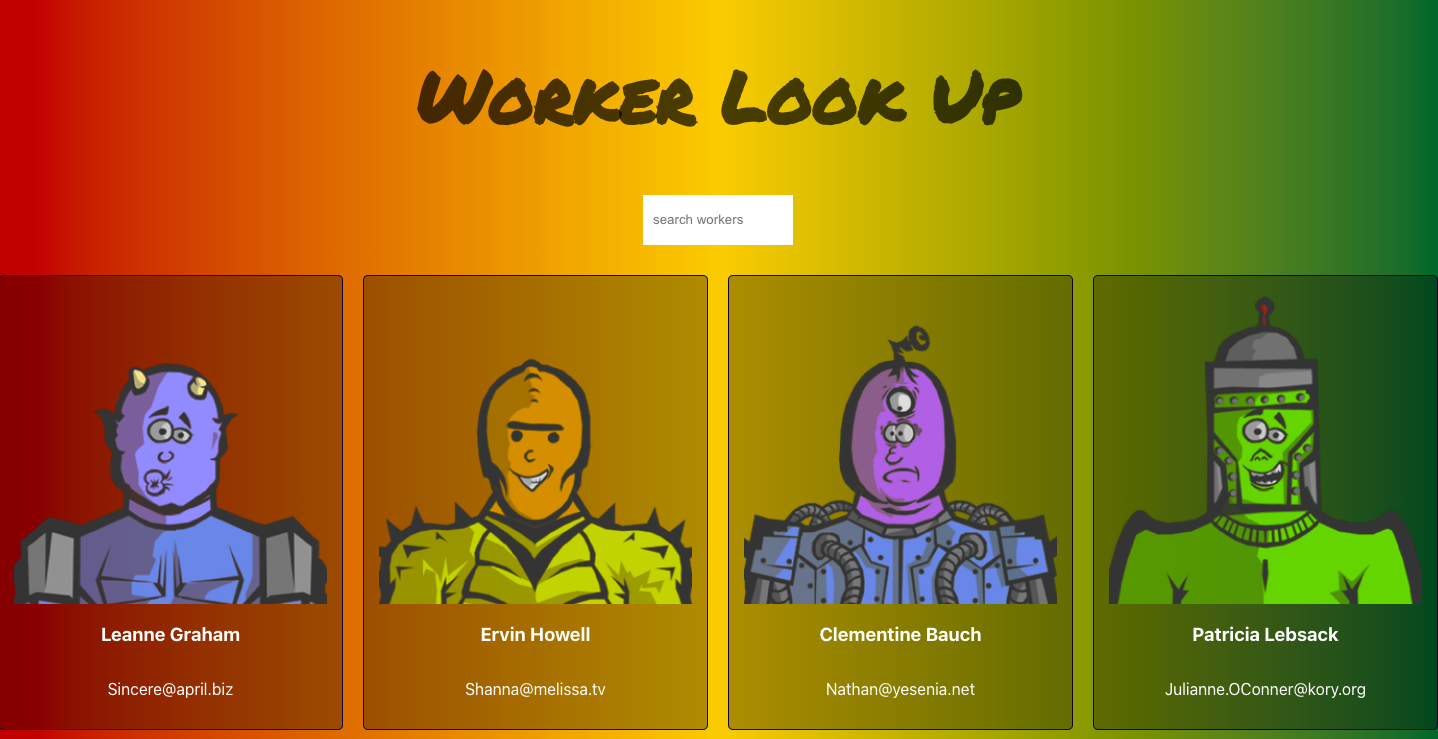 Worker Look Up
search workers
Leanne Graham
Sincere@april.biz
Ervin Howell
Shanna@melissa.tv
Clementine Bauch
Nathan@yesenia.net
Patricia Lebsack
Julianne.OConner@kory.org